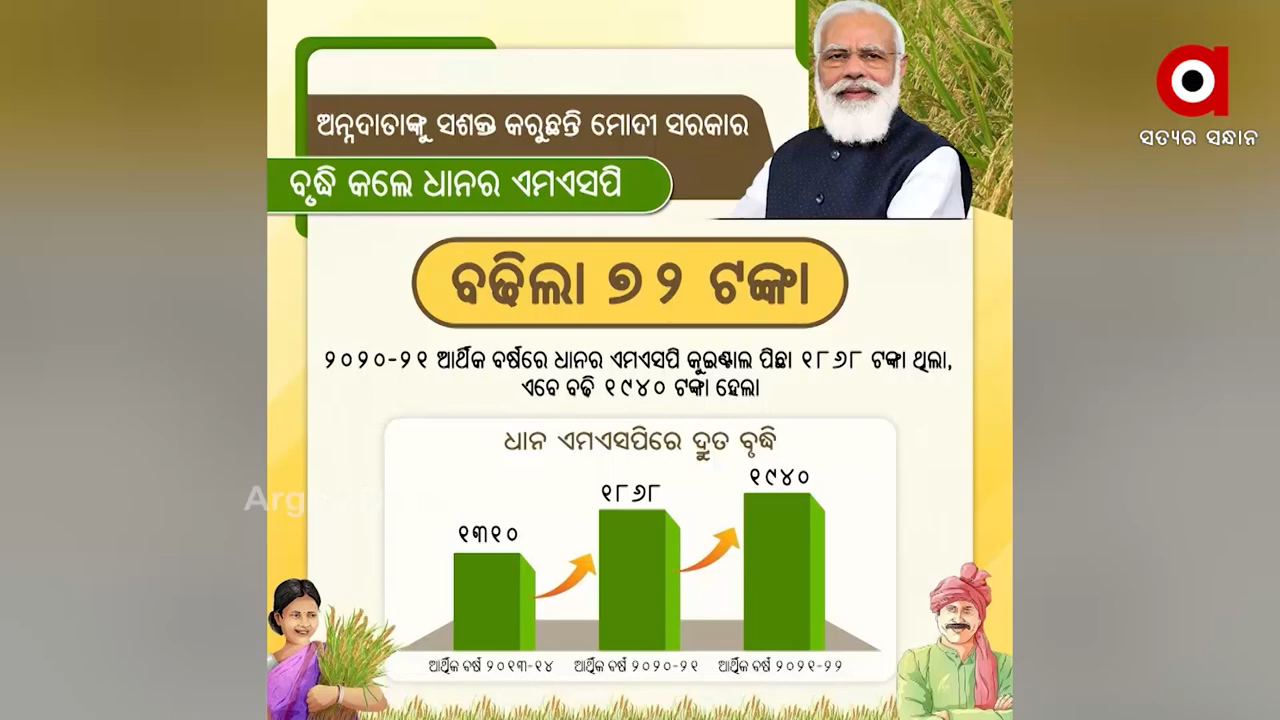 ସତ୍ୟର ସନ୍ଧାନ
ଅନ୍ନଦାତାଙ୍କୁ ସଶକ୍ତ କରୁଛନ୍ତି ମୋଦୀ ସରକାର
ବୃଦ୍ଧି କଲେ ଧାନର ଏମଏସପି
ବଢ଼ିଲା ୭୨ ଟଙ୍କା
୨୦୨୦-୨୧ ଆର୍ଥିକ ବର୍ଷରେ ଧାନର ଏମଏସପି କୁଇଣ୍ଟାଲ ପିଛା ୧୮୬୮ ଟଙ୍କା ଥିଲା,
ଏବେ ବଢି ୧୯୪୦ ଟଙ୍କା ହେଲା
ଧାନ ଏମଏସପିରେ ଦ୍ରୁତ ବୃଦ୍ଧି
୧୩୧୦
୧୮୬୮
୧୯୪୦
ଆର୍ଥିକ ବର୍ଷ ୨୦୧୩-୧୪
ଆର୍ଥିକ ବର୍ଷ ୨୦୨୦-୨୧
ଆର୍ଥିକ ବର୍ଷ ୨୦୨୧-୨୨